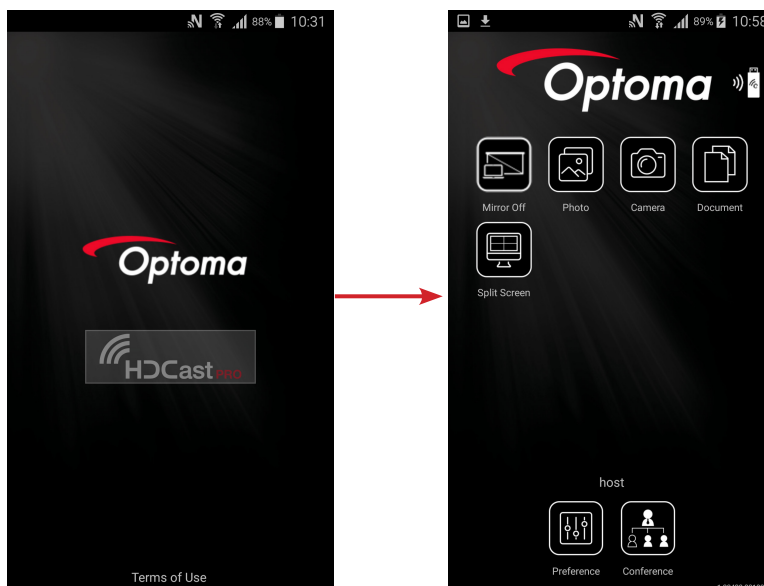 88% 10:31
Optoma
HDCast PRO
Terms of Use
89% 10:58
Optoma
Mirror Off Photo Camera Document
Split Screen
host
Preference Conference